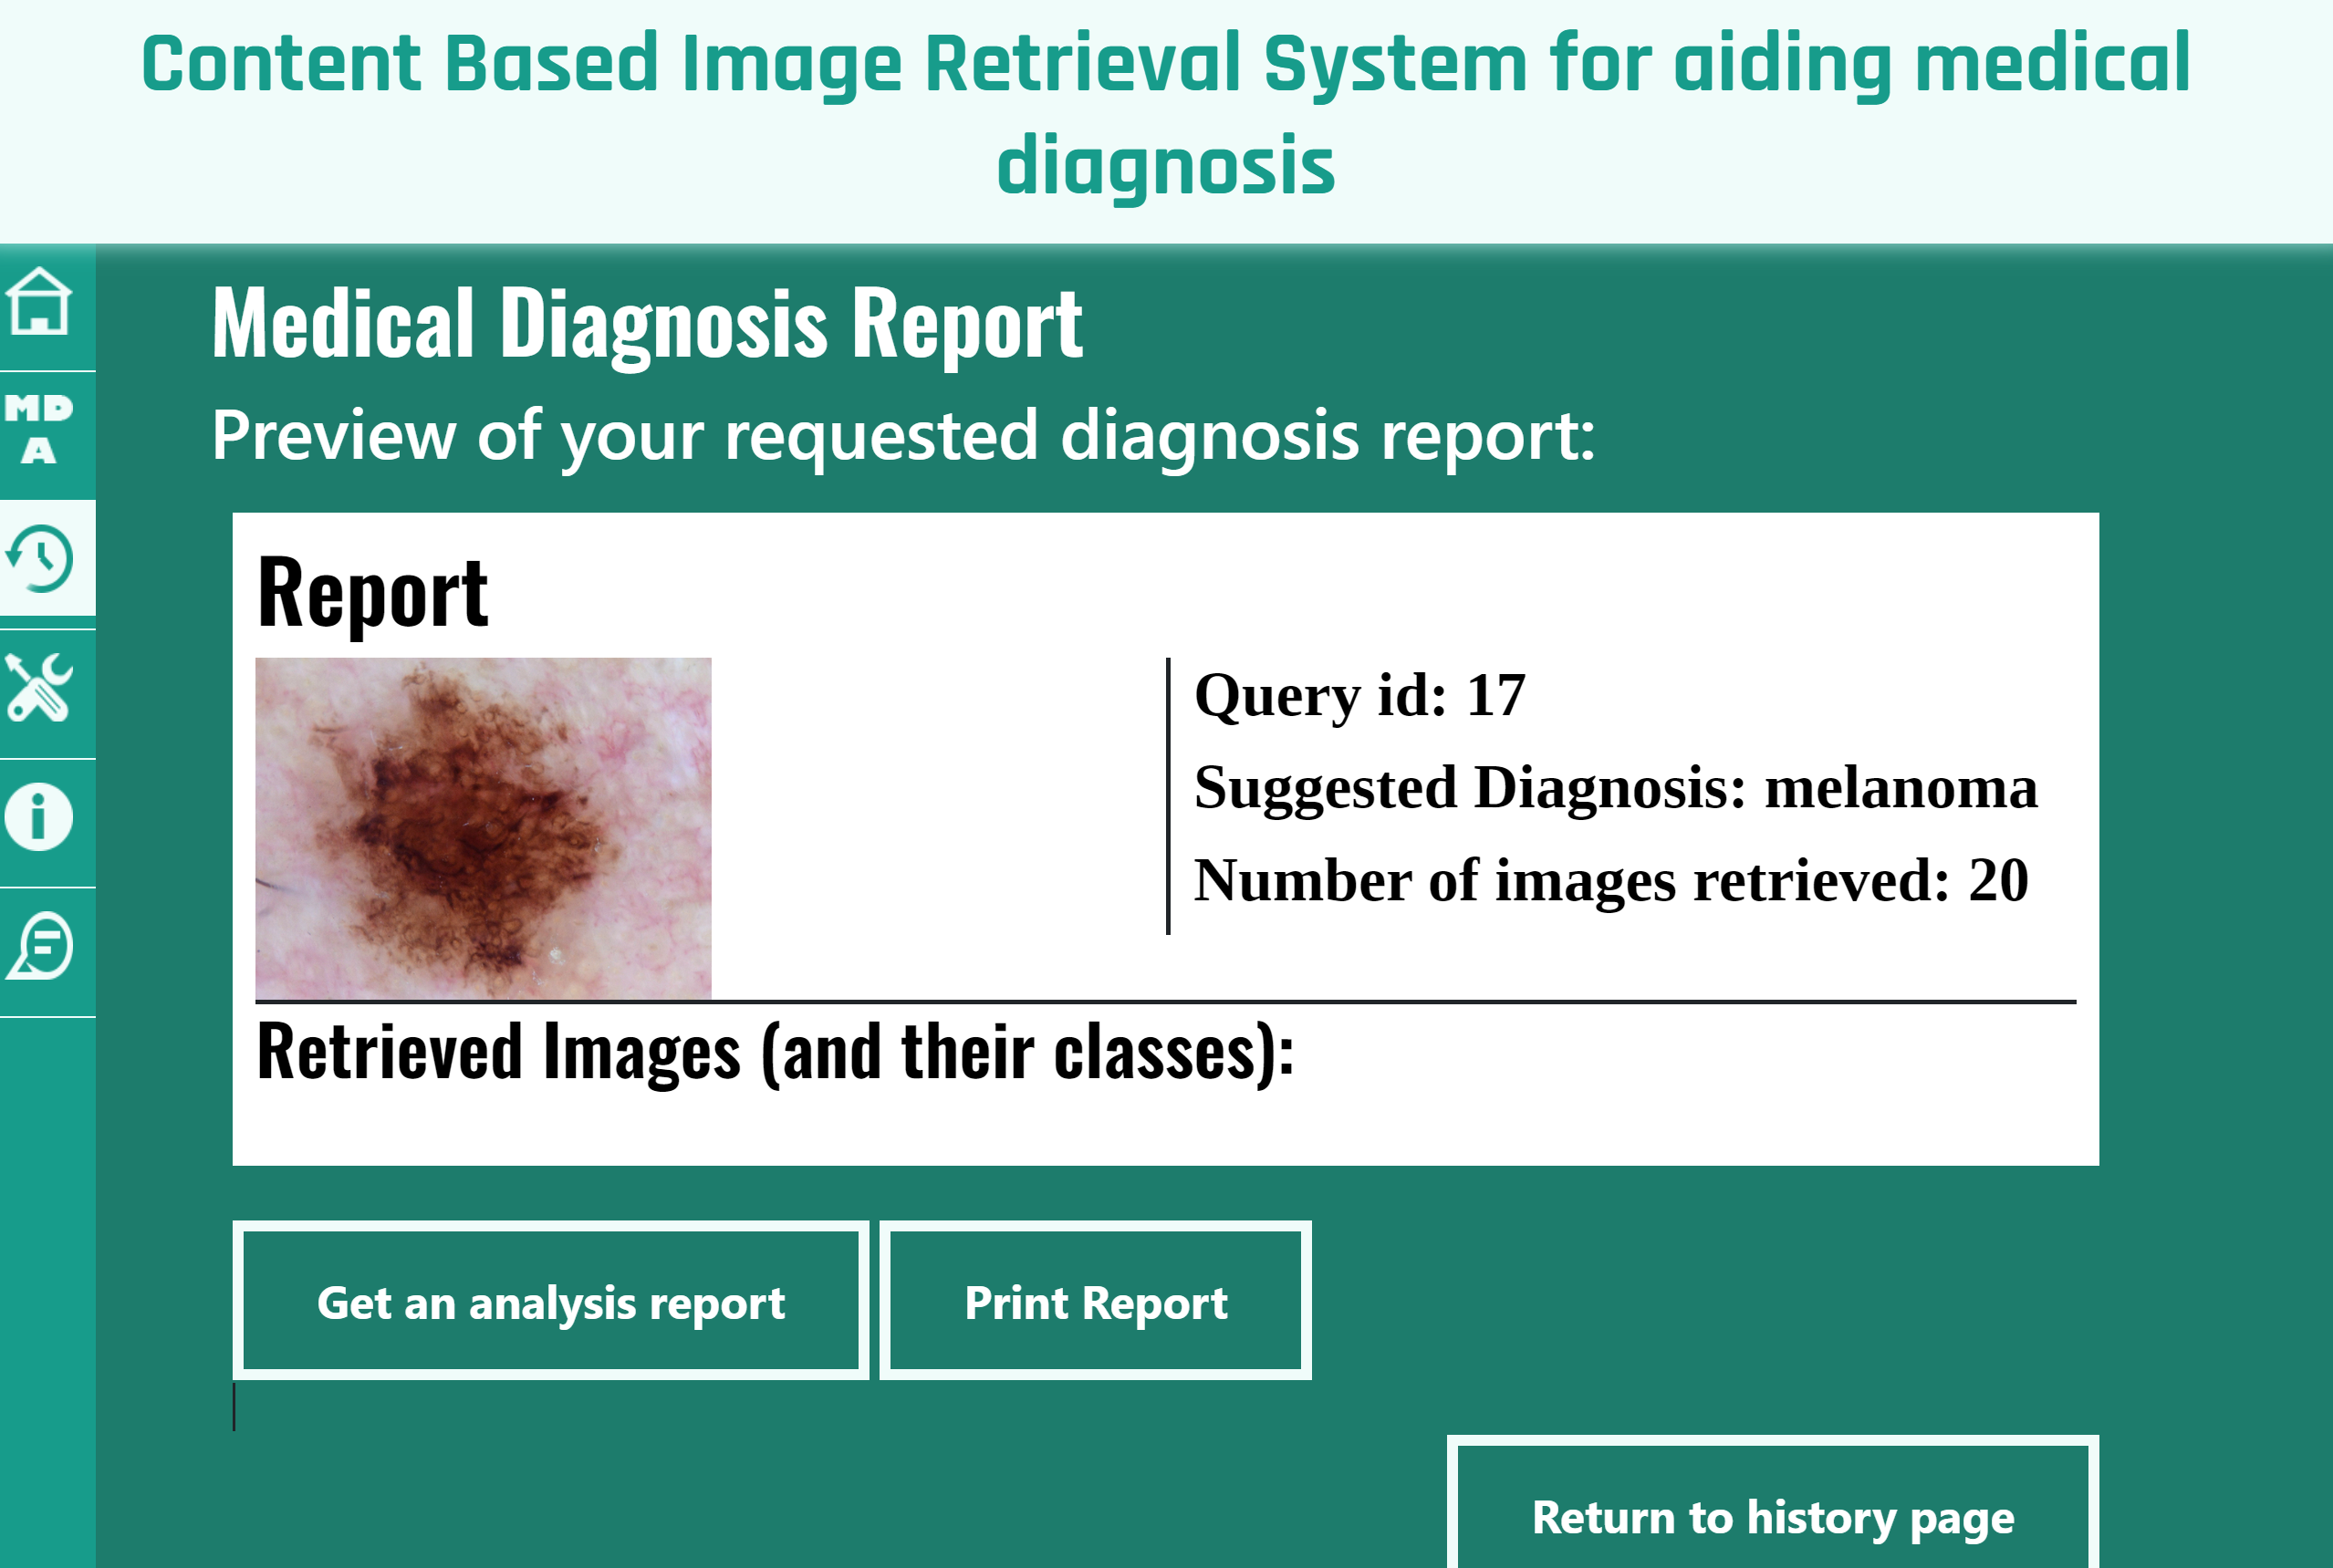 Content Based Image Retrieval System for aiding medical
diagnosis
MD
A
Medical Diagnosis Report
Preview of your requested diagnosis report:
Report
Query id: 17
Suggested Diagnosis: melanoma
Number of images retrieved: 20
Retrieved Images (and their classes):
Get an analysis report
Print Report
Return to history page